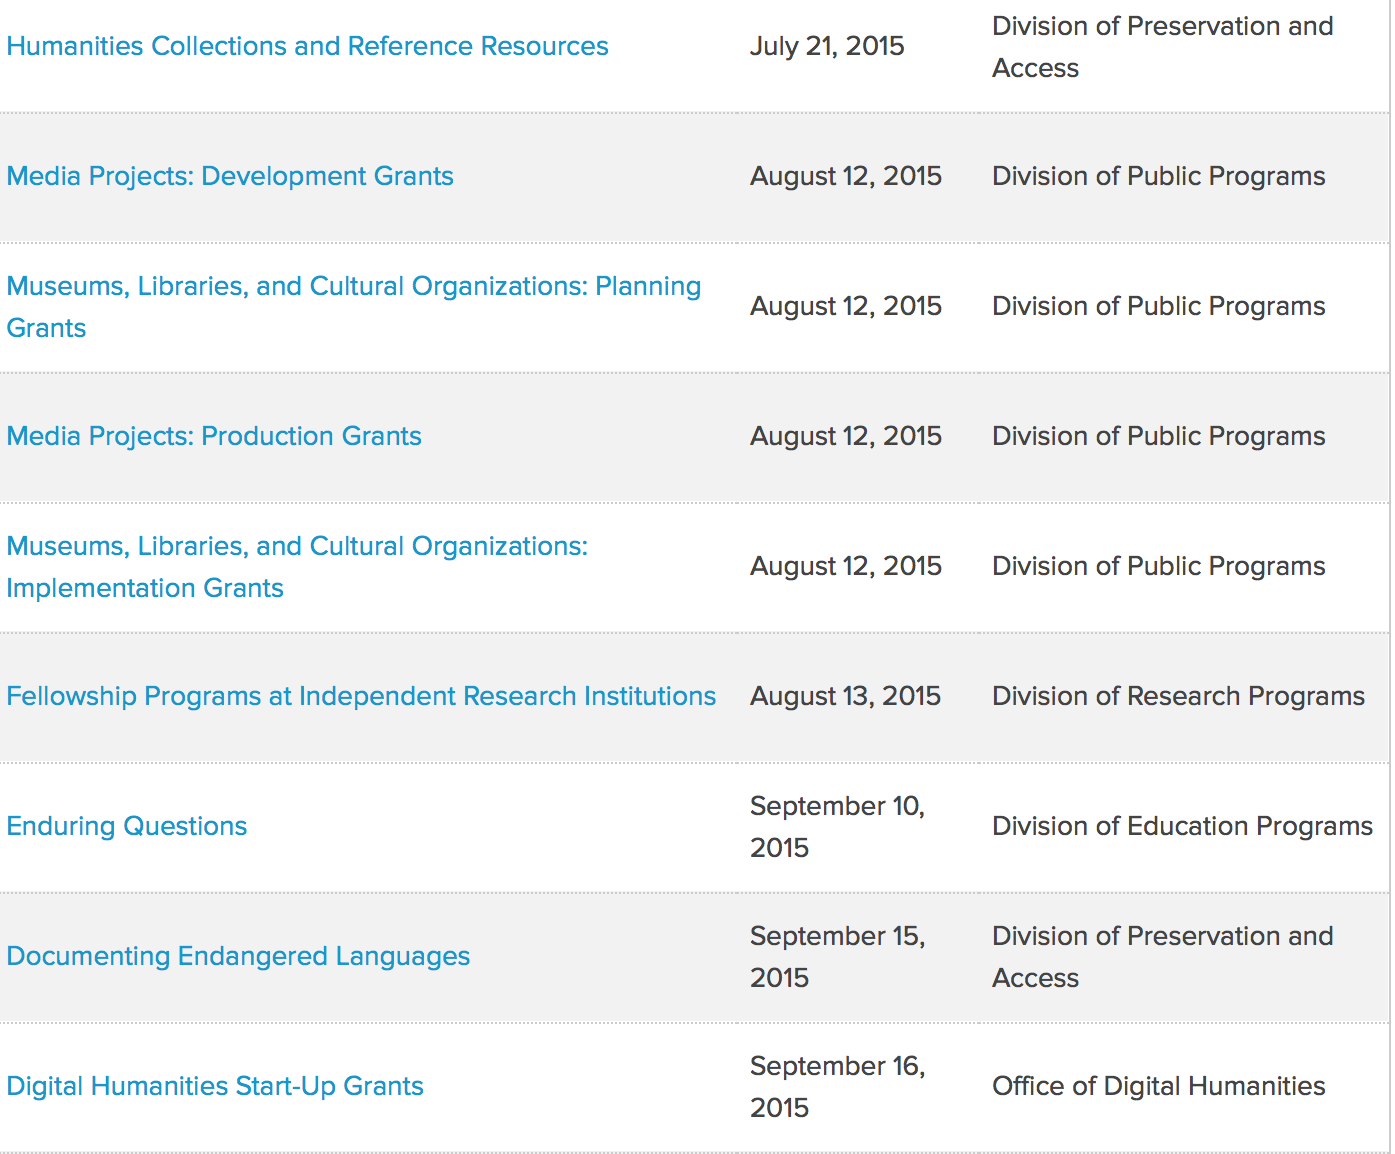 Humanities Collections and Reference Resources
July 21, 2015
Division of Preservation and
Access
Media Projects: Development Grants
August 12, 2015
Division of Public Programs
Museums, Libraries, and Cultural Organizations: Planning
Grants
August 12, 2015
Division of Public Programs
Media Projects: Production Grants
August 12, 2015
Division of Public Programs
Museums, Libraries, and Cultural Organizations:
Implementation Grants
August 12, 2015
Division of Public Programs
Fellowship Programs at Independent Research Institutions
August 13, 2015
Division of Research Programs
Enduring Questions
September 10,
2015
Division of Education Programs
Documenting Endangered Languages
September 15,
2015
Division of Preservation and
Access
Digital Humanities Start-Up Grants
September 16,
2015
Office of Digital Humanities